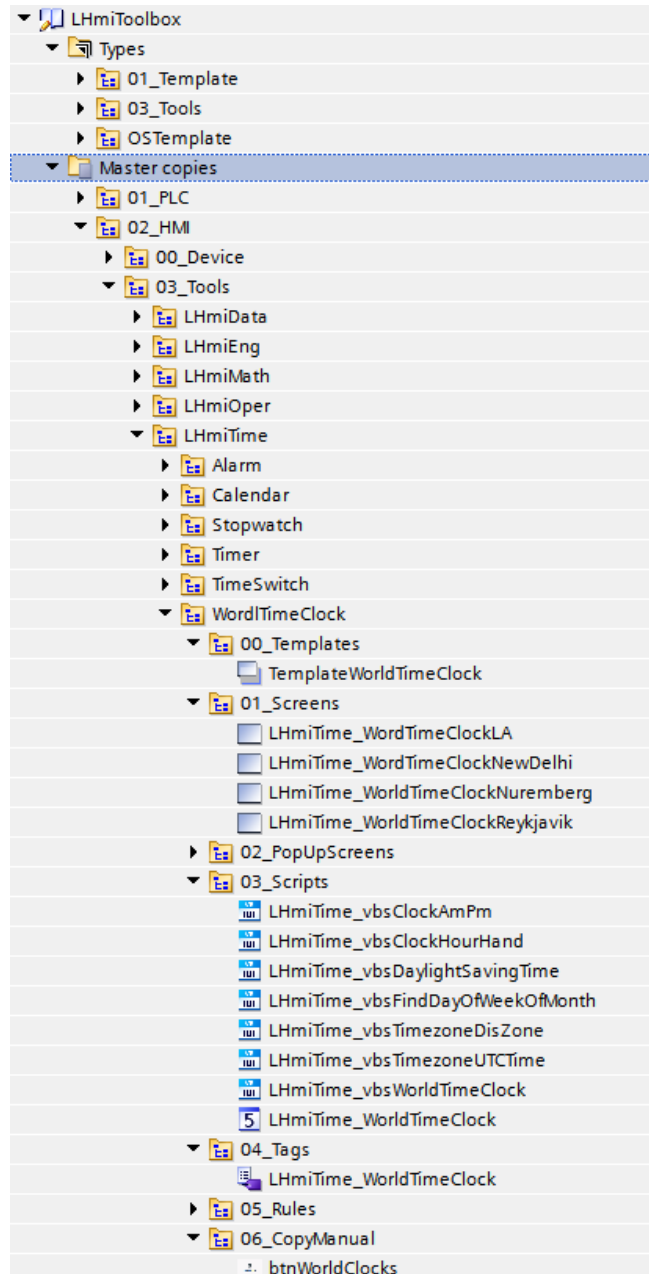 LHmiToolbox
Types
01_Template
03_Tools
OSTemplate
Master copies
01_PLC
02_HMI
00_Device
03_Tools
LHmiData
LHmiEng
LHmiMath
LHmiOper
LHmiTime
Alarm
Calendar
Stopwatch
Timer
TimeSwitch
WordlTimeClock
00_Templates
TemplateWorldTimeClock
01_Screens
LHmiTime_WordTimeClockLA
LHmiTime_WordTimeClockNewDelhi
LHmiTime_WorldTimeClockNuremberg
LHmiTime_WorldTimeClockReykjavik
02_PopUpScreens
03_Scripts
LHmiTime_vbsClockAmPm
LHmiTime_vbsClockHourHand
LHmiTime_vbsDaylightSavingTime
LHmiTime_vbsFindDayOfWeekOfMonth
LHmiTime_vbsTimezoneDisZone
LHmiTime_vbsTimezoneUTCTime
LHmiTime_vbsWorldTimeClock
5 LHmiTime_WorldTimeClock
04_Tags
LHmiTime_WorldTimeClock
05_Rules
06_CopyManual
btnWorldClocks